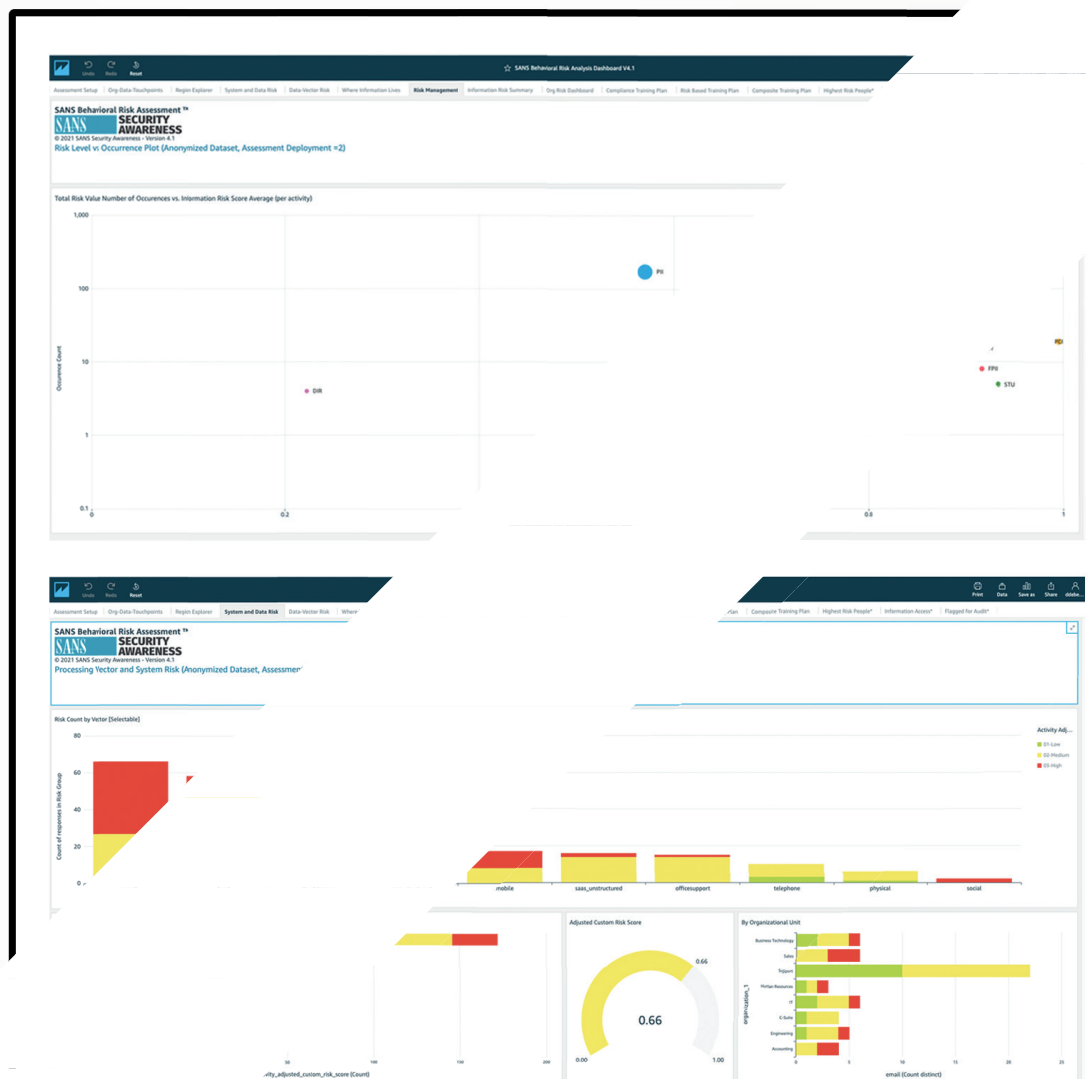 Undo Redo Reset
SANS Behavioral Risk Analysis Dashboard V4.1
Assessment Setup Org-Data-Touchpoints Region Explorer System and Data Risk Data-Vector Risk Where Information Lives Risk Management Information Risk Summary Org Risk Dashboard Compliance Training Plan Risk Based Training Plan Composite Training Plan Highest Risk People*
SANS Behavioral Risk Assessment ™
SANS SECURITY
AWARENESS
© 2021 SANS Security Awareness - Version 4.1
Risk Level vs Occurrence Plot (Anonymized Dataset, Assessment Deployment =2)
Total Risk Value Number of Occurences vs. Information Risk Score Average (per activity)
1,000
PII
100
Occurence Count
10
FPII
DIR
STU
1
0.1
0 0.2 0.8 1
Undo Redo Reset
Print Data Save as Share
Assessment Setup Org-Data-Touchpoints Region Explorer System and Data Risk Data-Vector Risk Where
Composite Training Plan Highest Risk People* Information Access* Flagged for Audit*
SANS Behavioral Risk Assessment ™
SANS SECURITY
AWARENESS
© 2021 SANS Security Awareness - Version 4.1
Processing Vector and System Risk (Anonymized Dataset, Assessmen
Risk Count by Vector [Selectable]
Activity Adj...
01-Low
02-Medium
03-High
80
60
40
20
0
Count of responses in Risk Group
mobile saas_unstructured officesupport telephone physical social
50 100 150 200
ity_adjusted_custom_risk_score (Count)
Adjusted Custom Risk Score
0.66
0.66
0.00 1.00
By Organizational Unit
organization_1
Business Technology
Sales
IT
E-Suite
Engineering
Accounting
0 5 10 15 20 25
email (Count distinct)